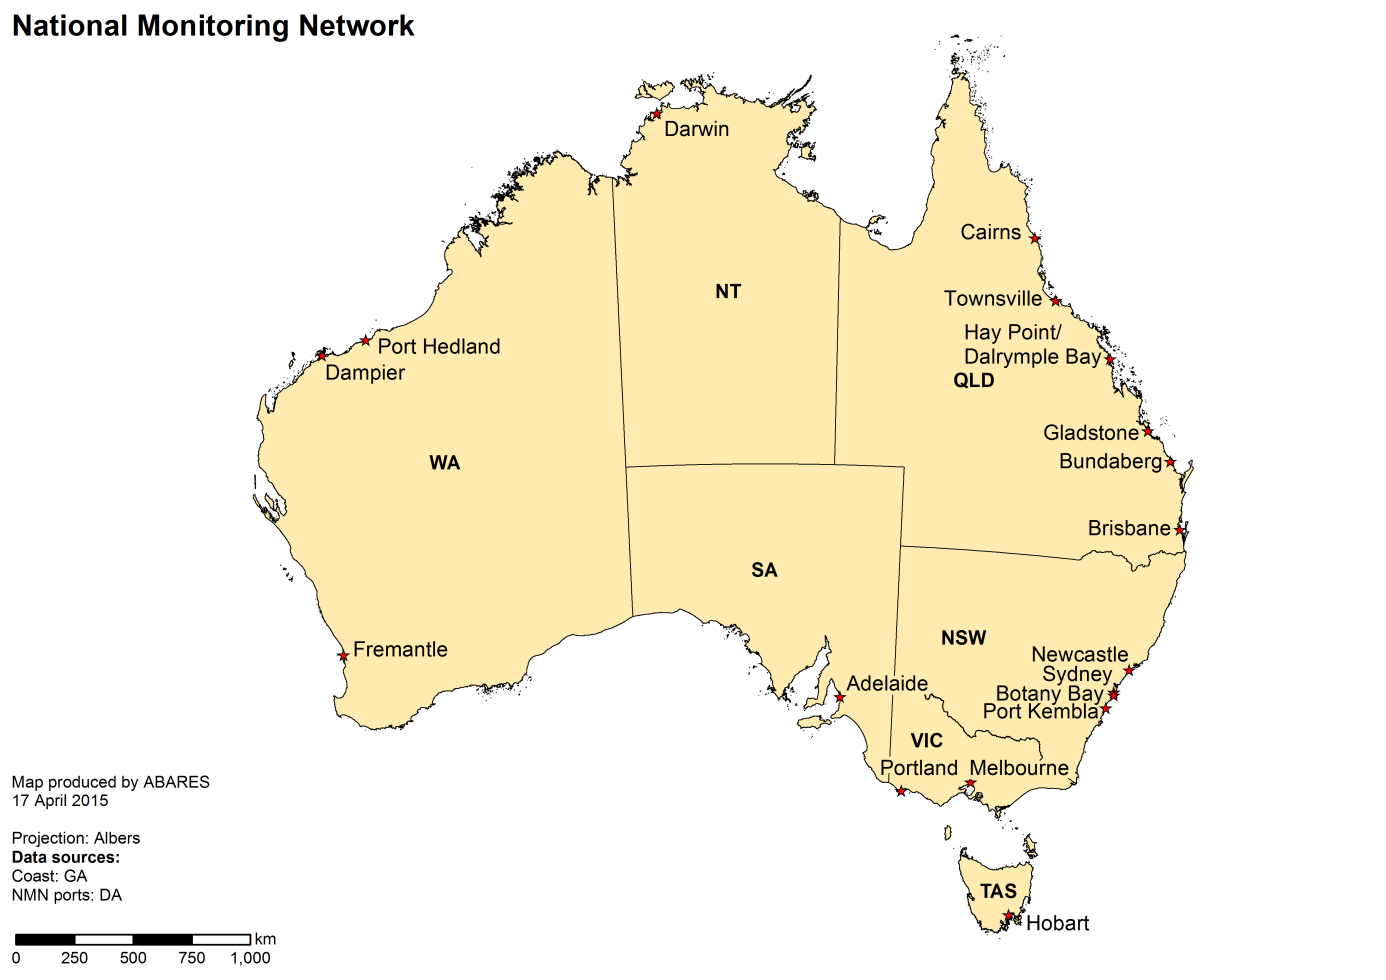 National Monitoring Network
Darwin
Cairns
NT
Townsville
Hay Point/
Dalrymple Bay
Port Hedland
Dampier
QLD
Gladstone
WA
Bundaberg
Brisbane
SA
NSW
Fremantle
Newcastle
Sydney
Adelaide
Botany Bay
Port Kembla
VIC
Portland
Melbourne
Map produced by ABARES
17 April 2015
Projection: Albers
Data sources:
Coast: GA
NMN ports: DA
TAS
Hobart
km
0 250 500 750 1,000